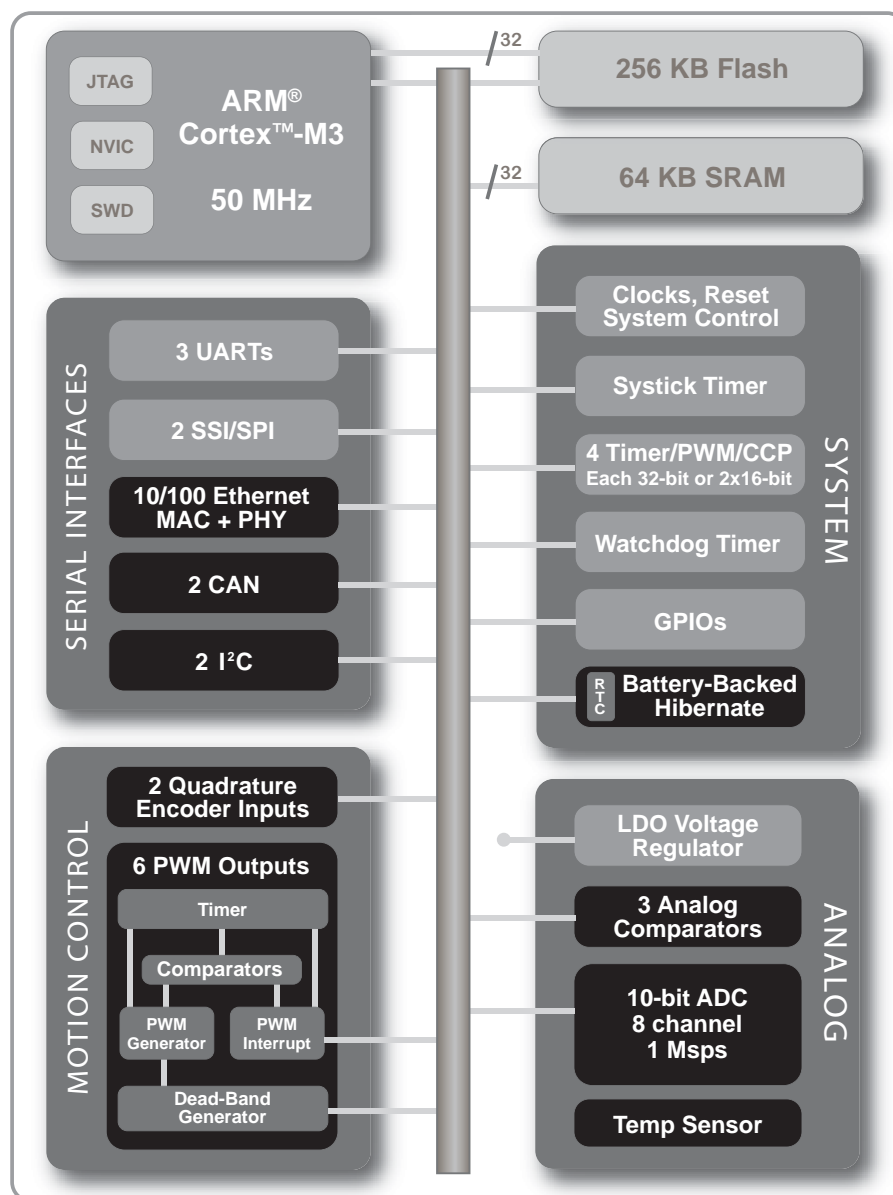 JTAG
NVIC
SWD
ARM®
Cortex™-M3
50 MHz
32
256 KB Flash
32
64 KB SRAM
SERIAL INTERFACES
3 UARTs
2 SSI/SPI
10/100 Ethernet
MAC + PHY
2 CAN
2 I²C
SYSTEM
Clocks, Reset
System Control
Systick Timer
4 Timer/PWM/CCP
Each 32-bit or 2x16-bit
Watchdog Timer
GPIOs
RTC
Battery-Backed
Hibernate
MOTION CONTROL
2 Quadrature
Encoder Inputs
6 PWM Outputs
Timer
Comparators
PWM
Generator
PWM
Interrupt
Dead-Band
Generator
ANALOG
LDO Voltage
Regulator
3 Analog
Comparators
10-bit ADC
8 channel
1 Msps
Temp Sensor